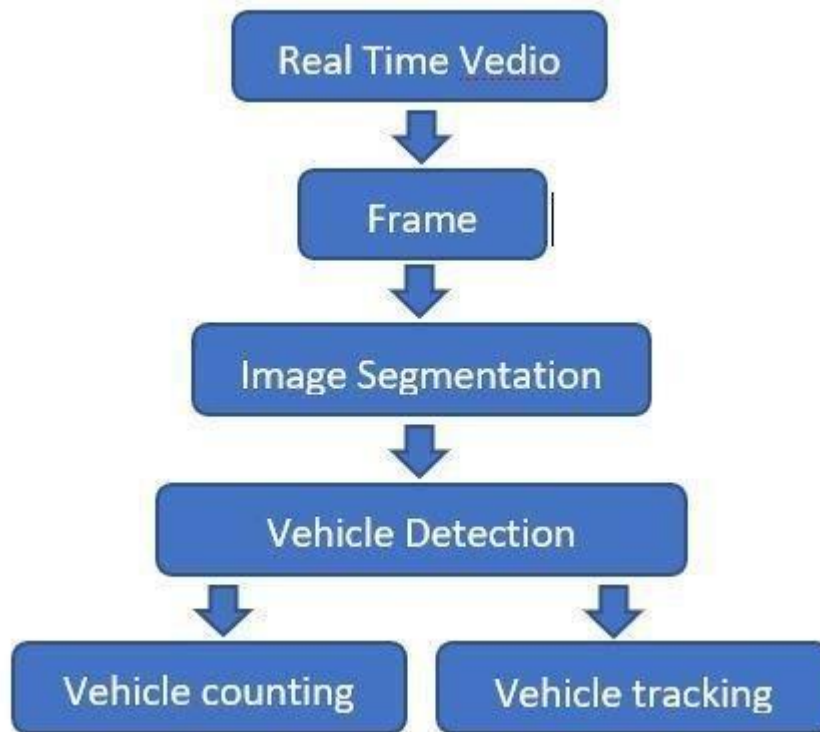 Real Time Vedio
Frame
Image Segmentation
Vehicle Detection
Vehicle counting
Vehicle tracking